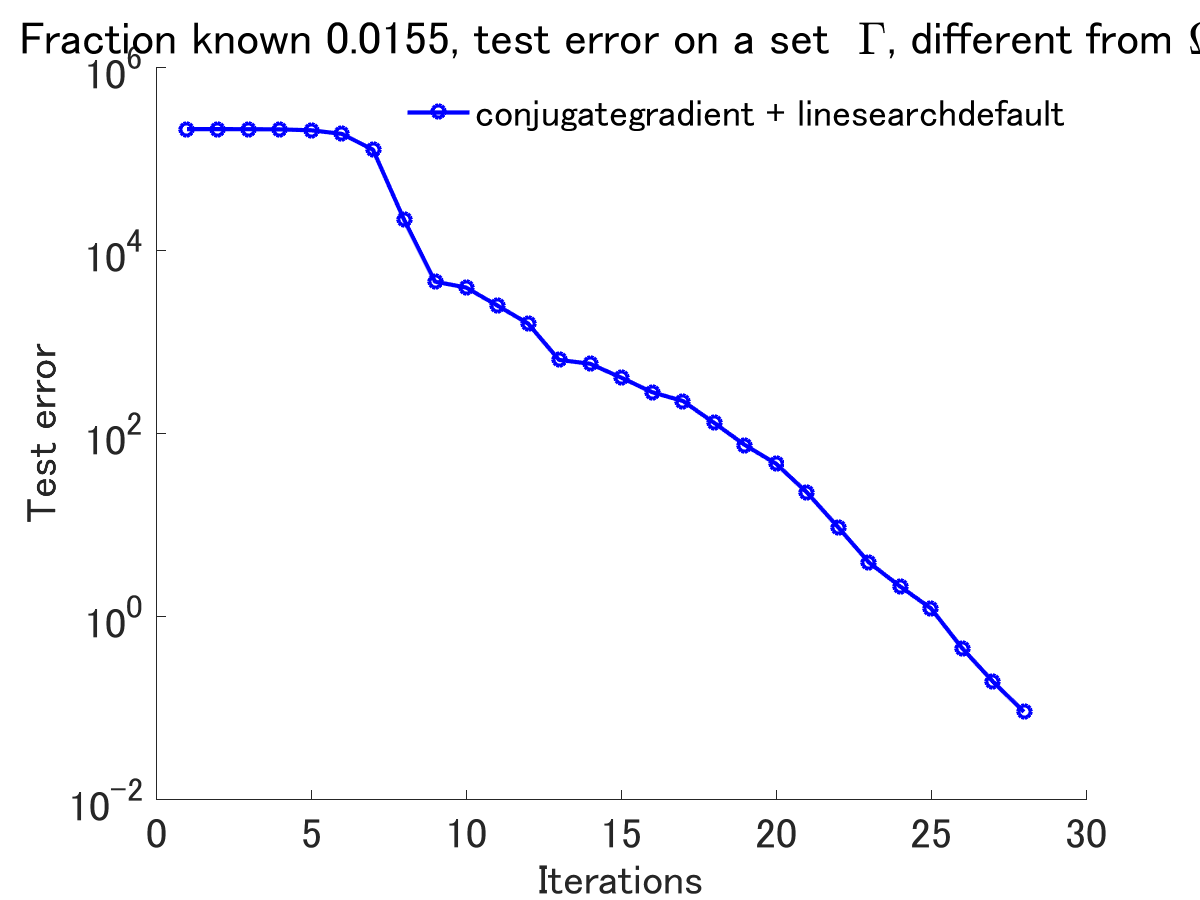 Fraction known 0.0155, test error on a set Γ, different from Ω
10^6
conjugategradient + linesearchdefault
10^4
10^2
Test error
10^0
10^-2
0 5 10 15 20 25 30
Iterations